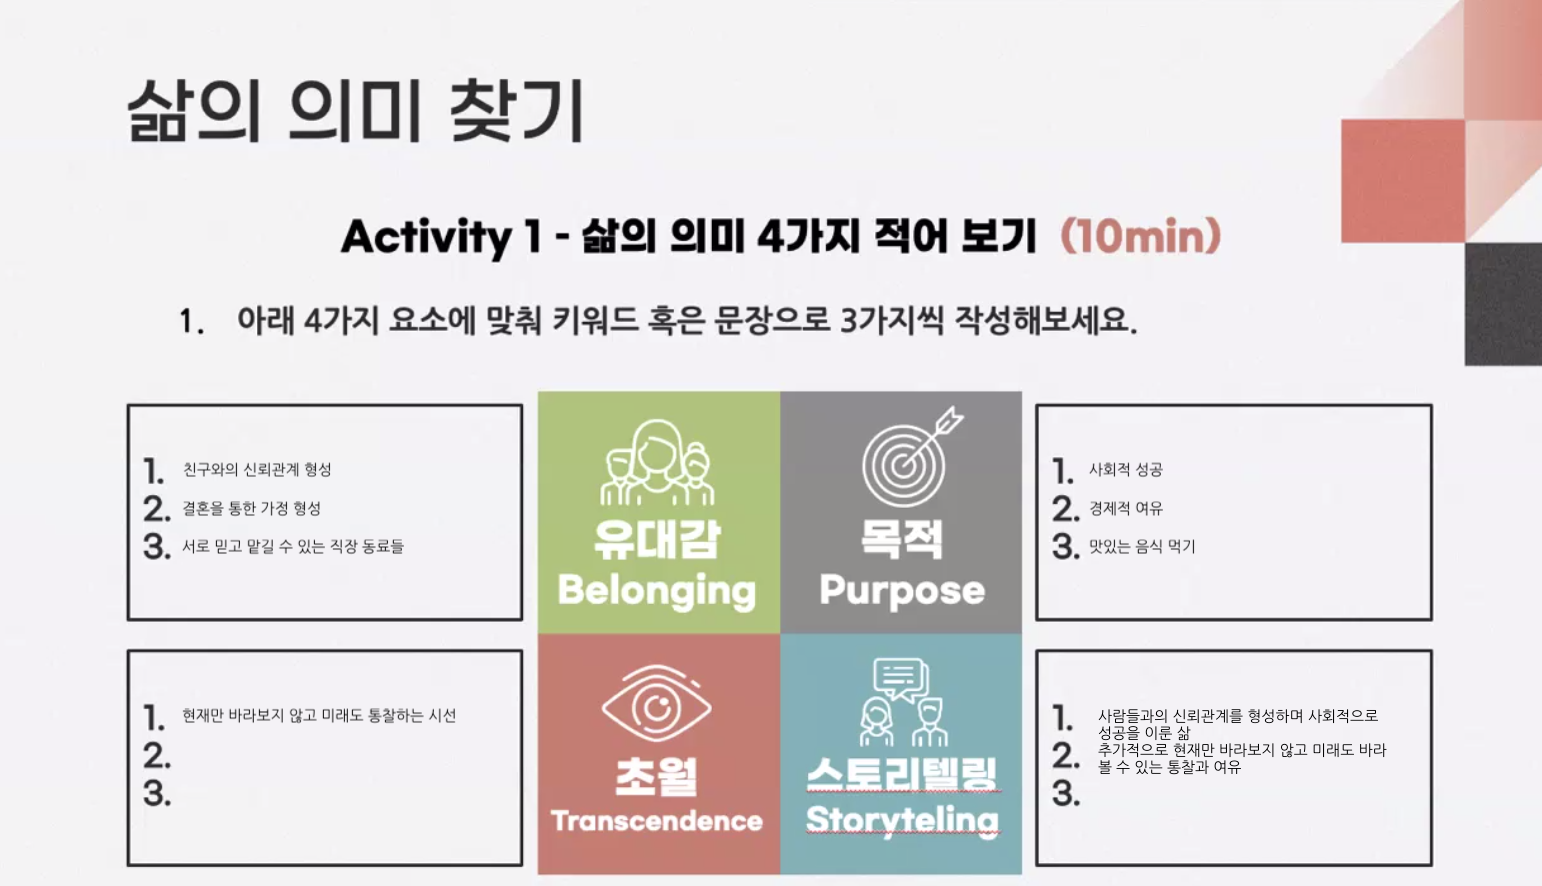 삶의 의미 찾기
Activity 1 - 삶의 의미 4가지 적어 보기 (10min)
1. 아래 4가지 요소에 맞춰 키워드 혹은 문장으로 3가지씩 작성해보세요.
1. 친구와의 신뢰관계 형성
2. 결혼을 통한 가정 형성
3. 서로 믿고 맡길 수 있는 직장 동료들
유대감
Belonging
목적
Purpose
1. 사회적 성공
2. 경제적 여유
3. 맛있는 음식 먹기
1. 현재만 바라보지 않고 미래도 통찰하는 시선
2.
3.
초월
Transcendence
스토리텔링
Storyteling
1. 사람들과의 신뢰관계를 형성하며 사회적으로
성공을 이룬 삶
2. 추가적으로 현재만 바라보지 않고 미래도 바라
볼 수 있는 통찰과 여유
3.